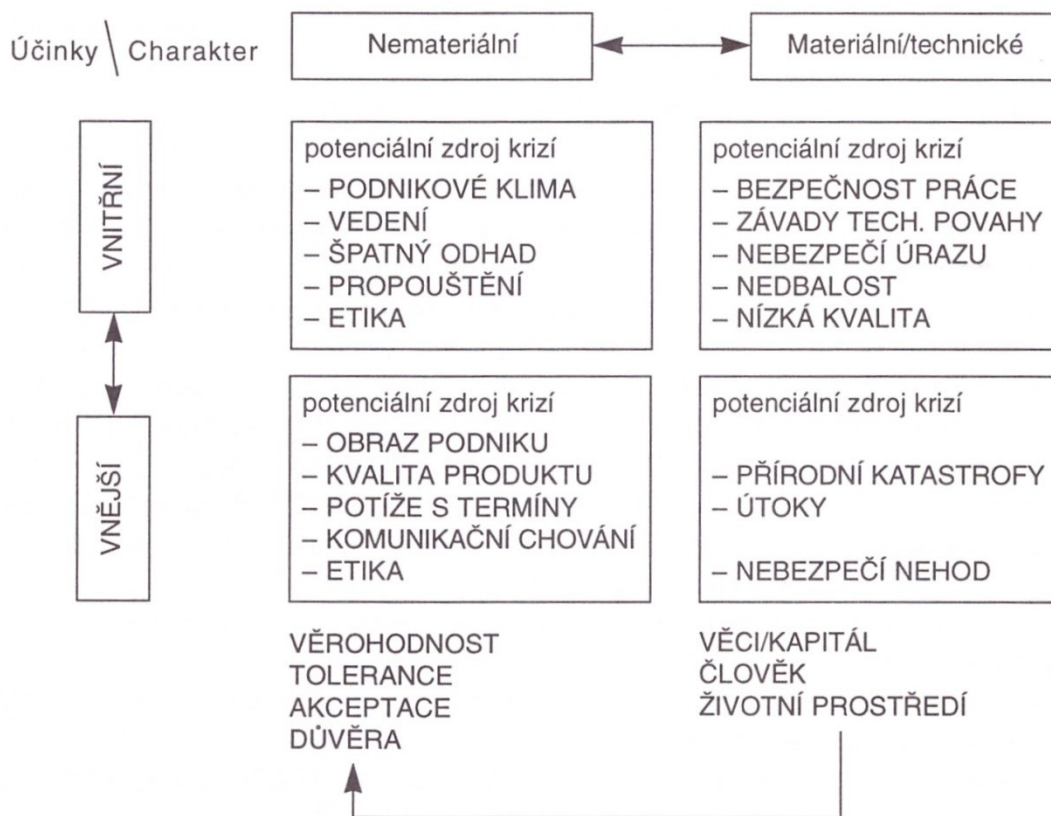 Účinky \ Charakter
Nemateriální
Materiální/technické
VNITŘNÍ
potenciální zdroj krizí
– PODNIKOVÉ KLIMA
– VEDENÍ
– ŠPATNÝ ODHAD
– PROPOUŠTĚNÍ
– ETIKA
potenciální zdroj krizí
– BEZPEČNOST PRÁCE
– ZÁVADY TECH. POVAHY
– NEBEZPEČÍ ÚRAZU
– NEDBALOST
– NÍZKÁ KVALITA
VNĚJŠÍ
potenciální zdroj krizí
– OBRAZ PODNIKU
– KVALITA PRODUKTU
– POTÍŽE S TERMÍNY
– KOMUNIKAČNÍ CHOVÁNÍ
– ETIKA
potenciální zdroj krizí
– PŘÍRODNÍ KATASTROFY
– ÚTOKY
– NEBEZPEČÍ NEHOD
VĚROHODNOST
TOLERANCE
AKCEPTACE
DŮVĚRA
VĚCI/KAPITÁL
ČLOVĚK
ŽIVOTNÍ PROSTŘEDÍ